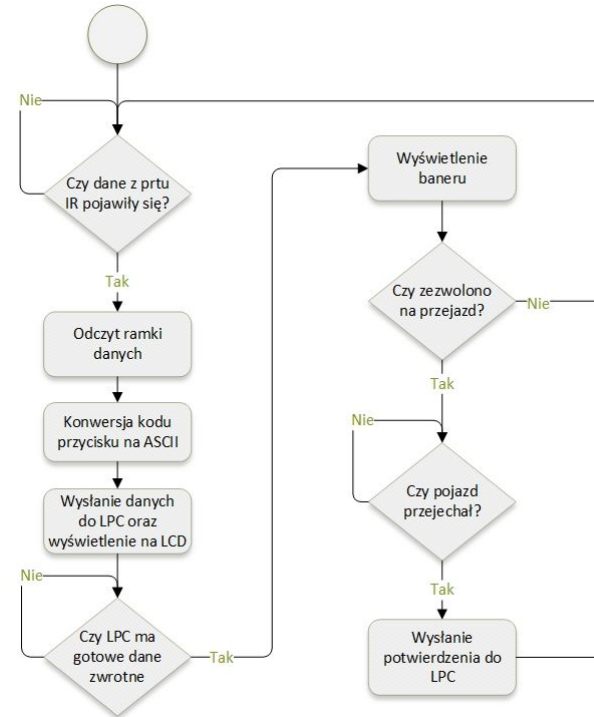 Nie
Czy dane z prtu
IR pojawiły się?
Tak
Odczyt ramki
danych
Konwersja kodu
przycisku na ASCII
Wysłanie danych
do LPC oraz
wyświetlenie na LCD
Nie
Czy LPC ma
gotowe dane
zwrotne
Tak
Wyświetlenie
baneru
Czy zezwolono
na przejazd?
Nie
Tak
Nie
Czy pojazd
przejechał?
Tak
Wysłanie
potwierdzenia do
LPC